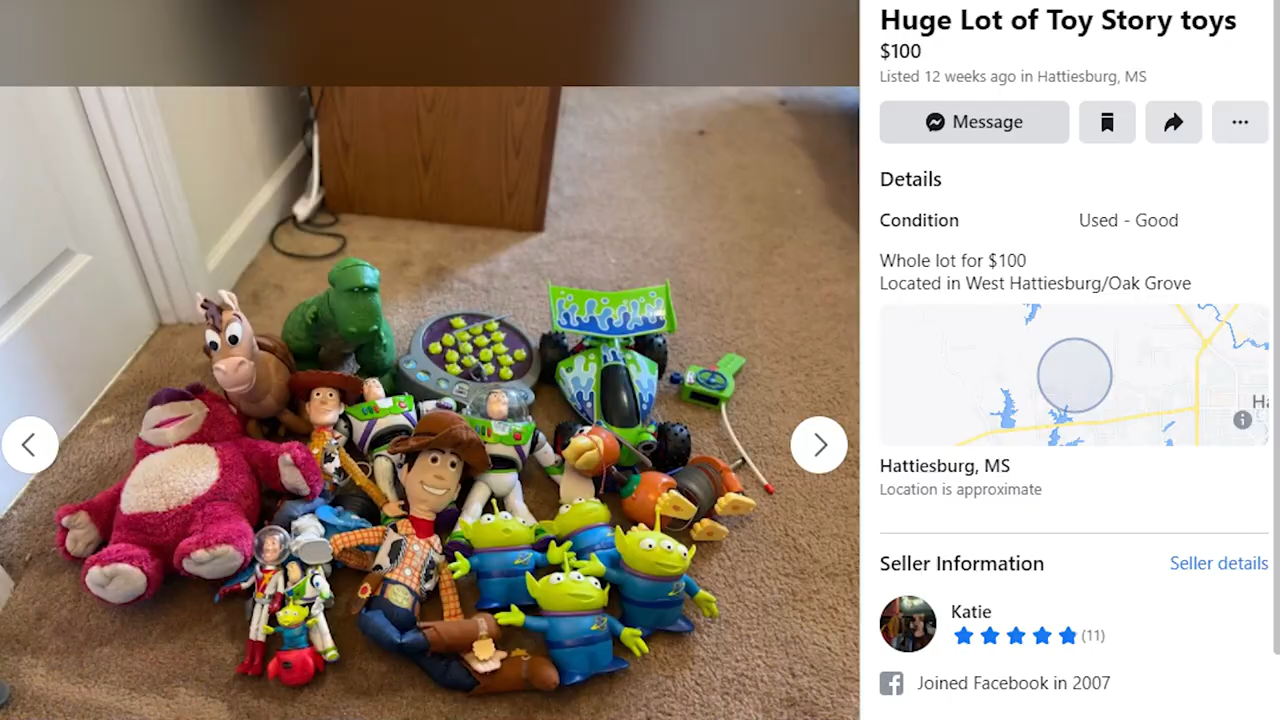 Huge Lot of Toy Story toys
$100
Listed 12 weeks ago in Hattiesburg, MS
Message
Details
Condition Used - Good
Whole lot for $100
Located in West Hattiesburg/Oak Grove
Ha
Hattiesburg, MS
Location is approximate
Seller Information Seller details
Katie
(11)
Joined Facebook in 2007